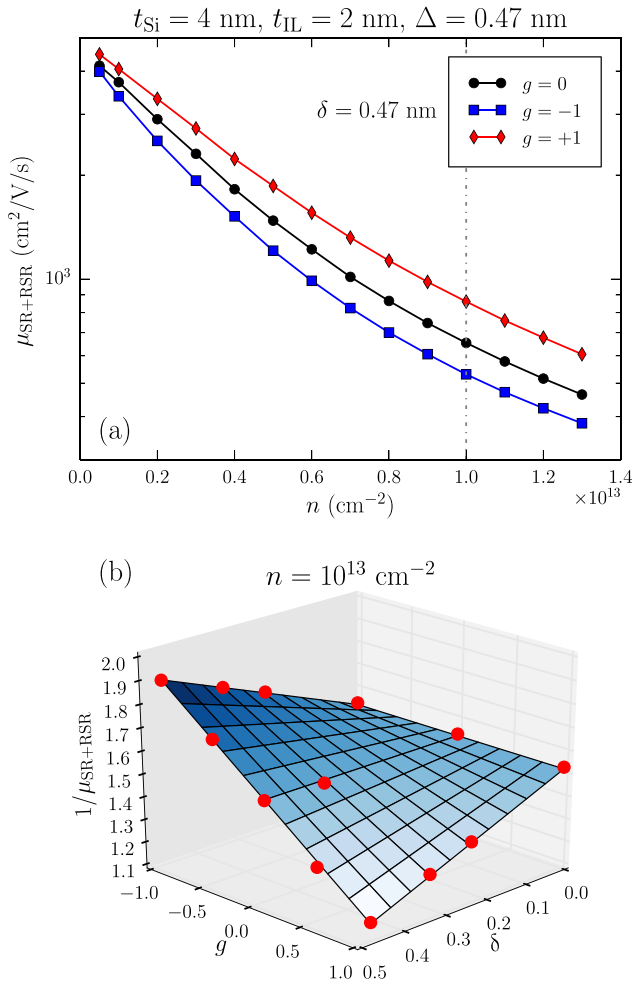 t_Si = 4 nm, t_IL = 2 nm, Δ = 0.47 nm
δ = 0.47 nm
g = 0
g = −1
g = +1
μ_SR+RSR (cm²/V/s)
10³
(a)
0.0 0.2 0.4 0.6 0.8 1.0 1.2 1.4
×10¹³
n (cm⁻²)
(b)
n = 10¹³ cm⁻²
1/μ_SR+RSR
2.0
1.9
1.8
1.7
1.6
1.5
1.4
1.3
1.2
1.1
−1.0 −0.5 0.0 0.5 1.0
g
0.5 0.4 0.3 0.2 0.1 0.0
δ